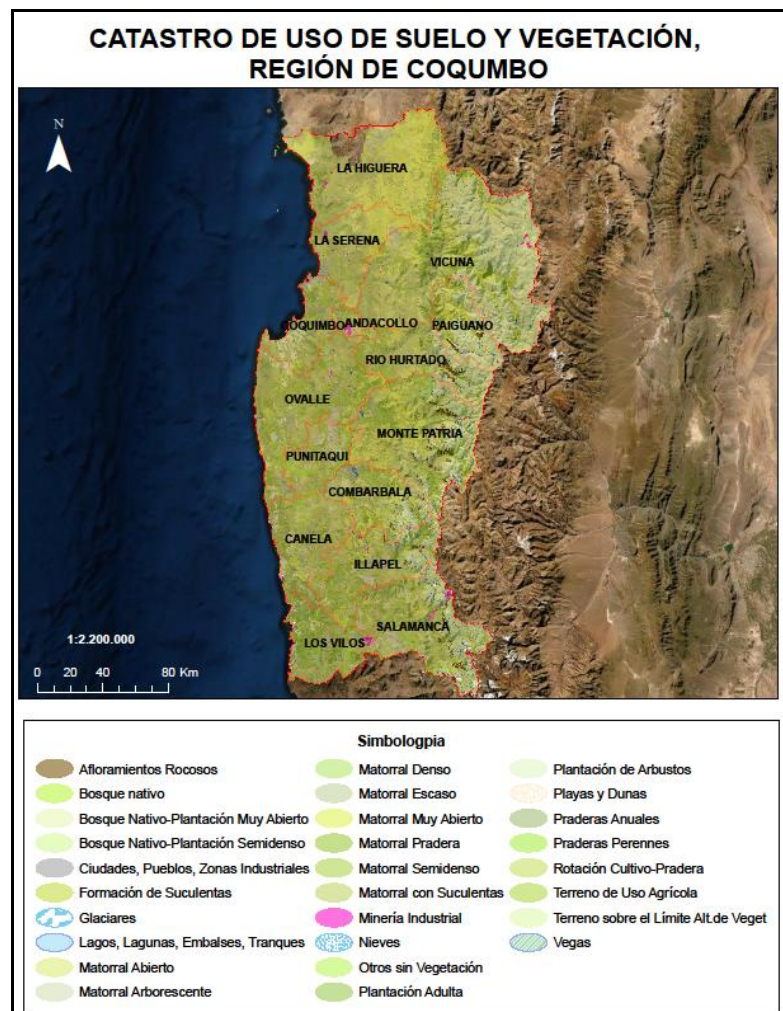 CATASTRO DE USO DE SUELO Y VEGETACIÓN,
REGIÓN DE COQUMBO
N
LA HIGUERA
LA SERENA
VICUNA
COQUIMBO
ANDACOLLO
PAIGUANO
RIO HURTADO
OVALLE
MONTE PATRIA
PUNITAQUI
COMBARBALA
CANELA
ILLAPEL
SALAMANCA
LOS VILOS
1:2.200.000
0 20 40 80 Km
Simbologpia
Afloramientos Rocosos
Bosque nativo
Bosque Nativo-Plantación Muy Abierto
Bosque Nativo-Plantación Semidenso
Ciudades, Pueblos, Zonas Industriales
Formación de Suculentas
Glaciares
Lagos, Lagunas, Embalses, Tranques
Matorral Abierto
Matorral Arborescente
Matorral Denso
Matorral Escaso
Matorral Muy Abierto
Matorral Pradera
Matorral Semidenso
Matorral con Suculentas
Minería Industrial
Nieves
Otros sin Vegetación
Plantación Adulta
Plantación de Arbustos
Playas y Dunas
Praderas Anuales
Praderas Perennes
Rotación Cultivo-Pradera
Terreno de Uso Agrícola
Terreno sobre el Límite Alt.de Veget
Vegas